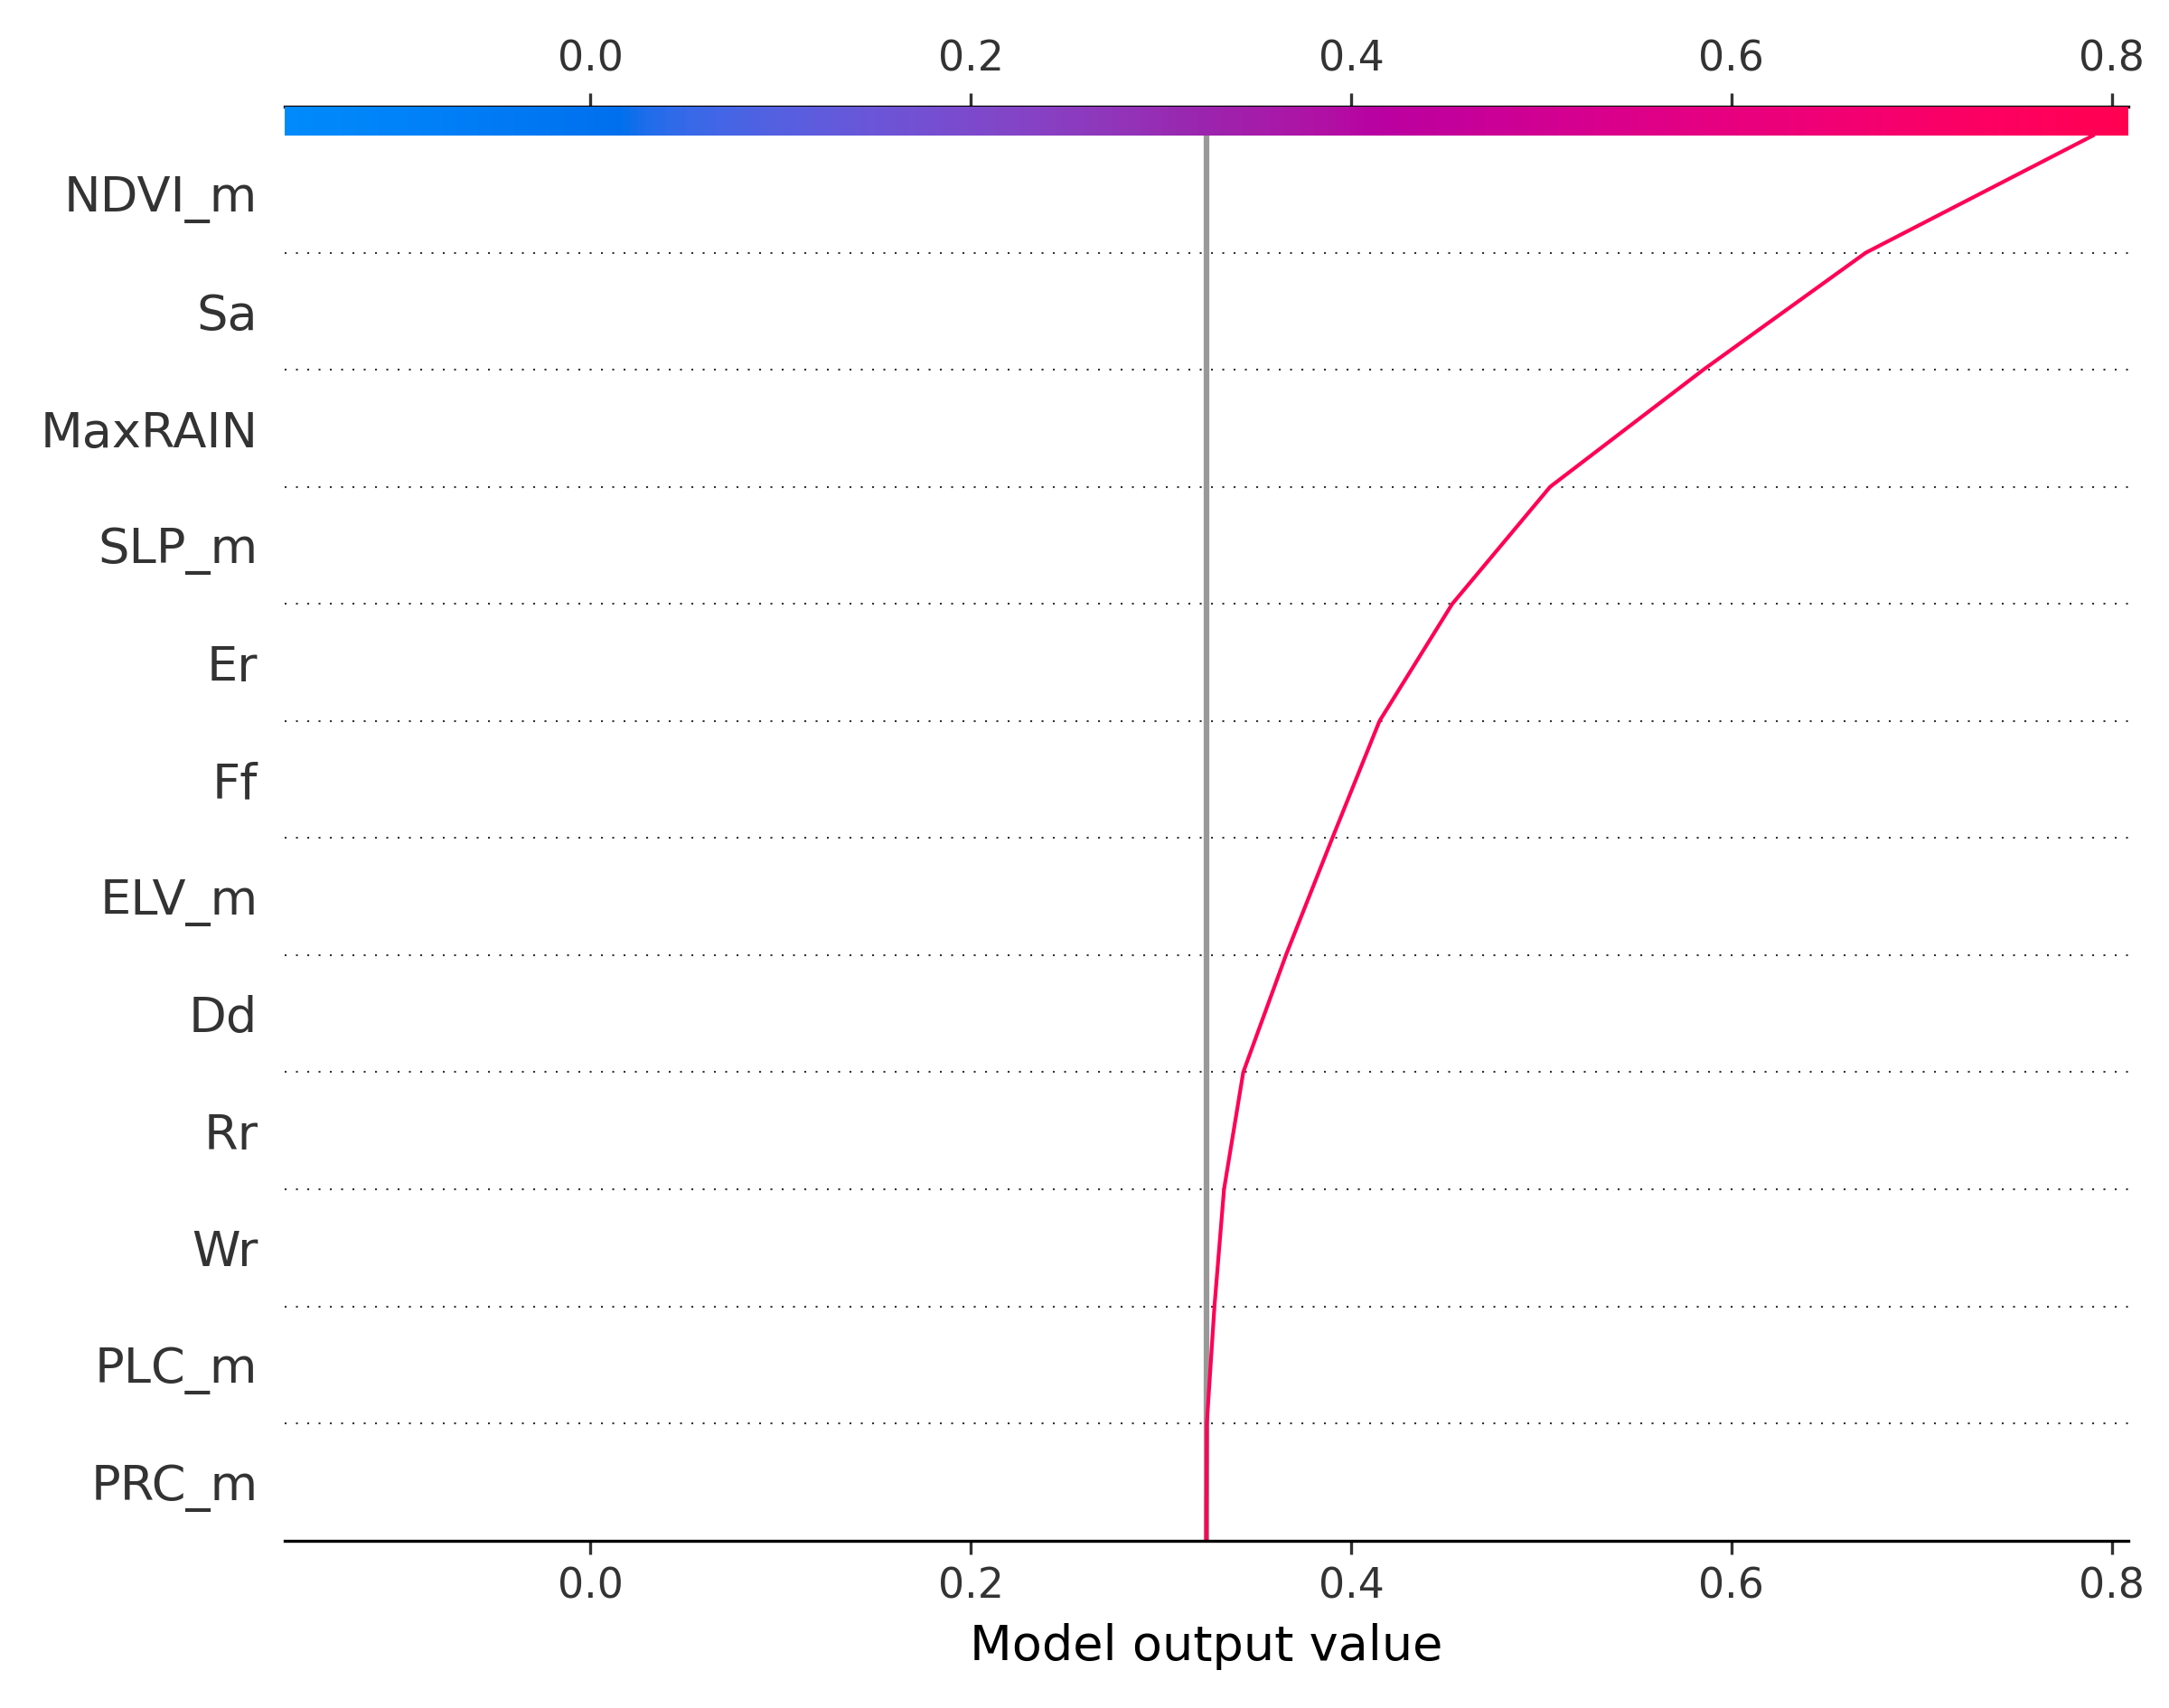 0.0 0.2 0.4 0.6 0.8
NDVI_m
Sa
MaxRAIN
SLP_m
Er
Ff
ELV_m
Dd
Rr
Wr
PLC_m
PRC_m
0.0 0.2 0.4 0.6 0.8
Model output value